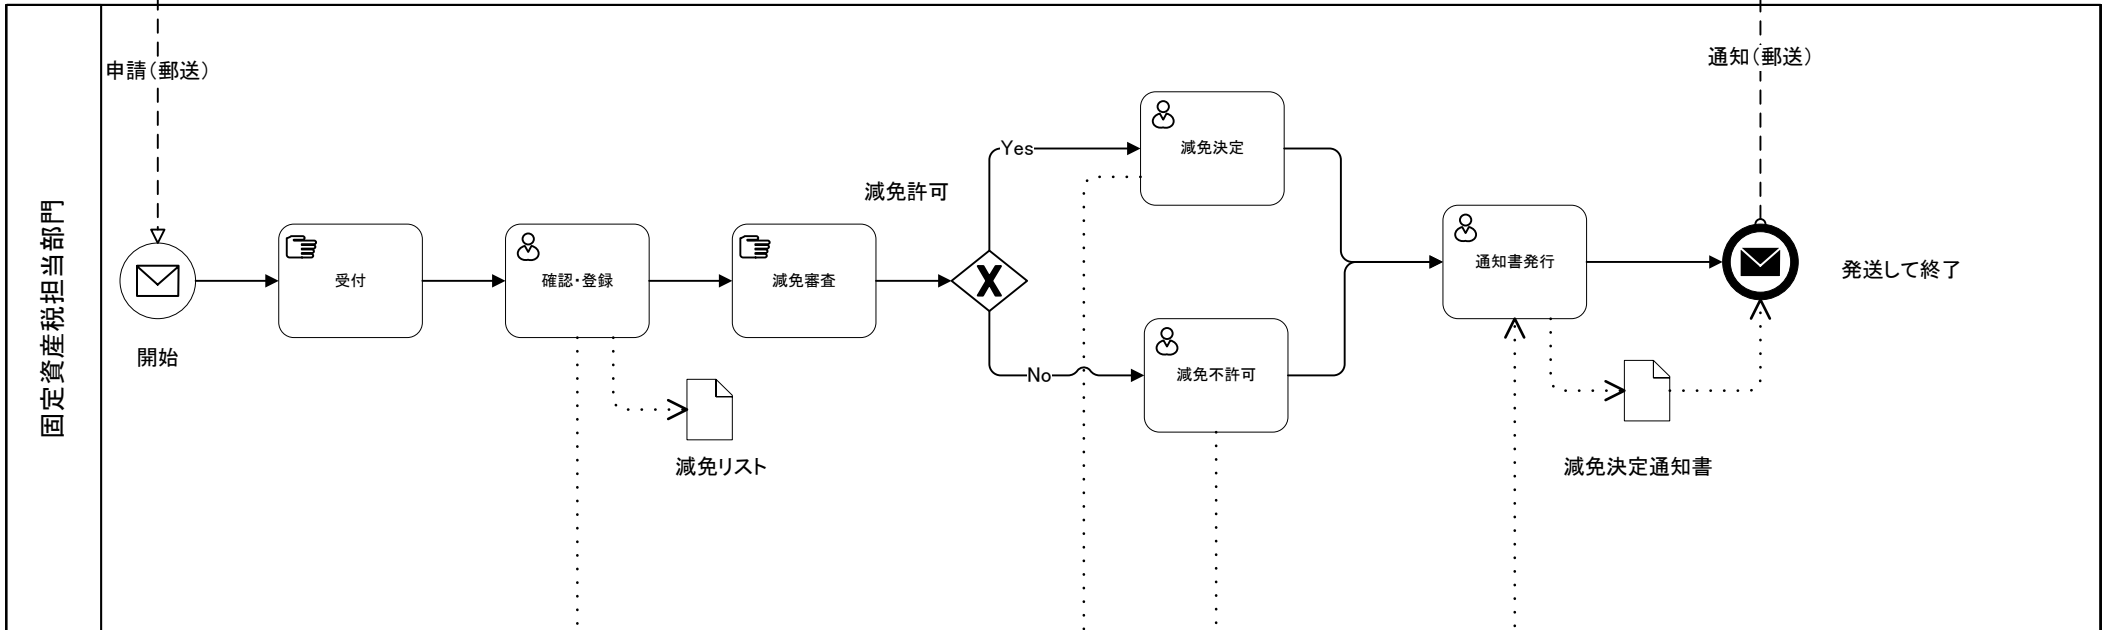 固定資産税担当部門
申請(郵送)
開始
受付
確認・登録
減免リスト
減免審査
減免許可
Yes
No
減免決定
減免不許可
通知書発行
減免決定通知書
通知(郵送)
発送して終了